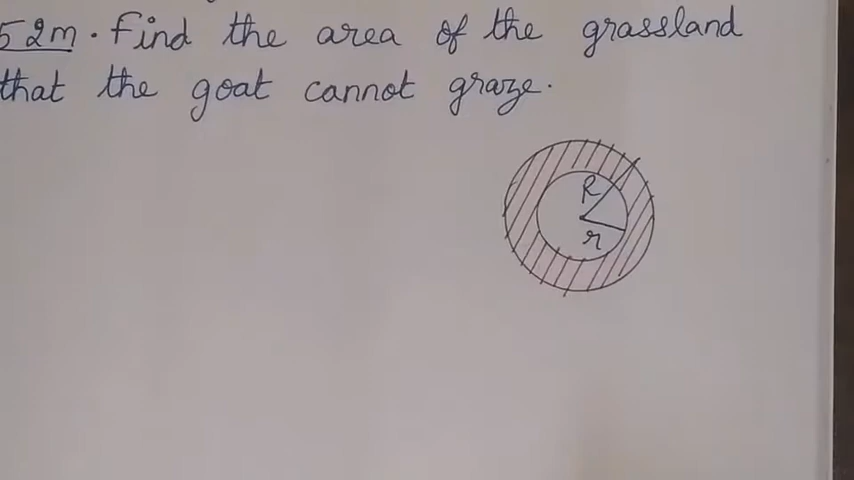 52m. Find the area of the grassland
that the goat cannot graze.
R
r